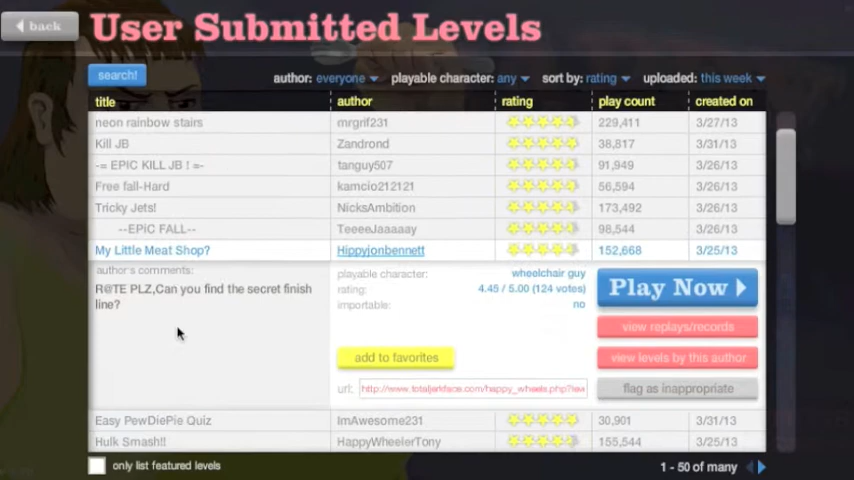 back
User Submitted Levels
search!
author: everyone playable character: any sort by: rating uploaded: this week
title author rating play count created on
neon rainbow stairs mrgrif231 229,411 3/27/13
Kill JB Zandrond 38,817 3/31/13
-= EPIC KILL JB ! =- tanguy507 91,949 3/26/13
Free fall-Hard kamcio212121 56,594 3/26/13
Tricky Jets! NicksAmbition 173,492 3/26/13
--EPiC FALL-- TeeeeJaaaaay 98,544 3/26/13
My Little Meat Shop? Hippyjonbennett 152,668 3/25/13
author's comments:
R@TE PLZ,Can you find the secret finish
line?
playable character: wheelchair guy
rating: 4.45 / 5.00 (124 votes)
importable: no
Play Now
view replays/records
add to favorites
view levels by this author
url: http://www.totaljerkface.com/happy_wheels.php?lev
flag as inappropriate
Easy PewDiePie Quiz ImAwesome231 30,901 3/31/13
Hulk Smash!! HappyWheelerTony 155,544 3/25/13
only list featured levels
1 - 50 of many